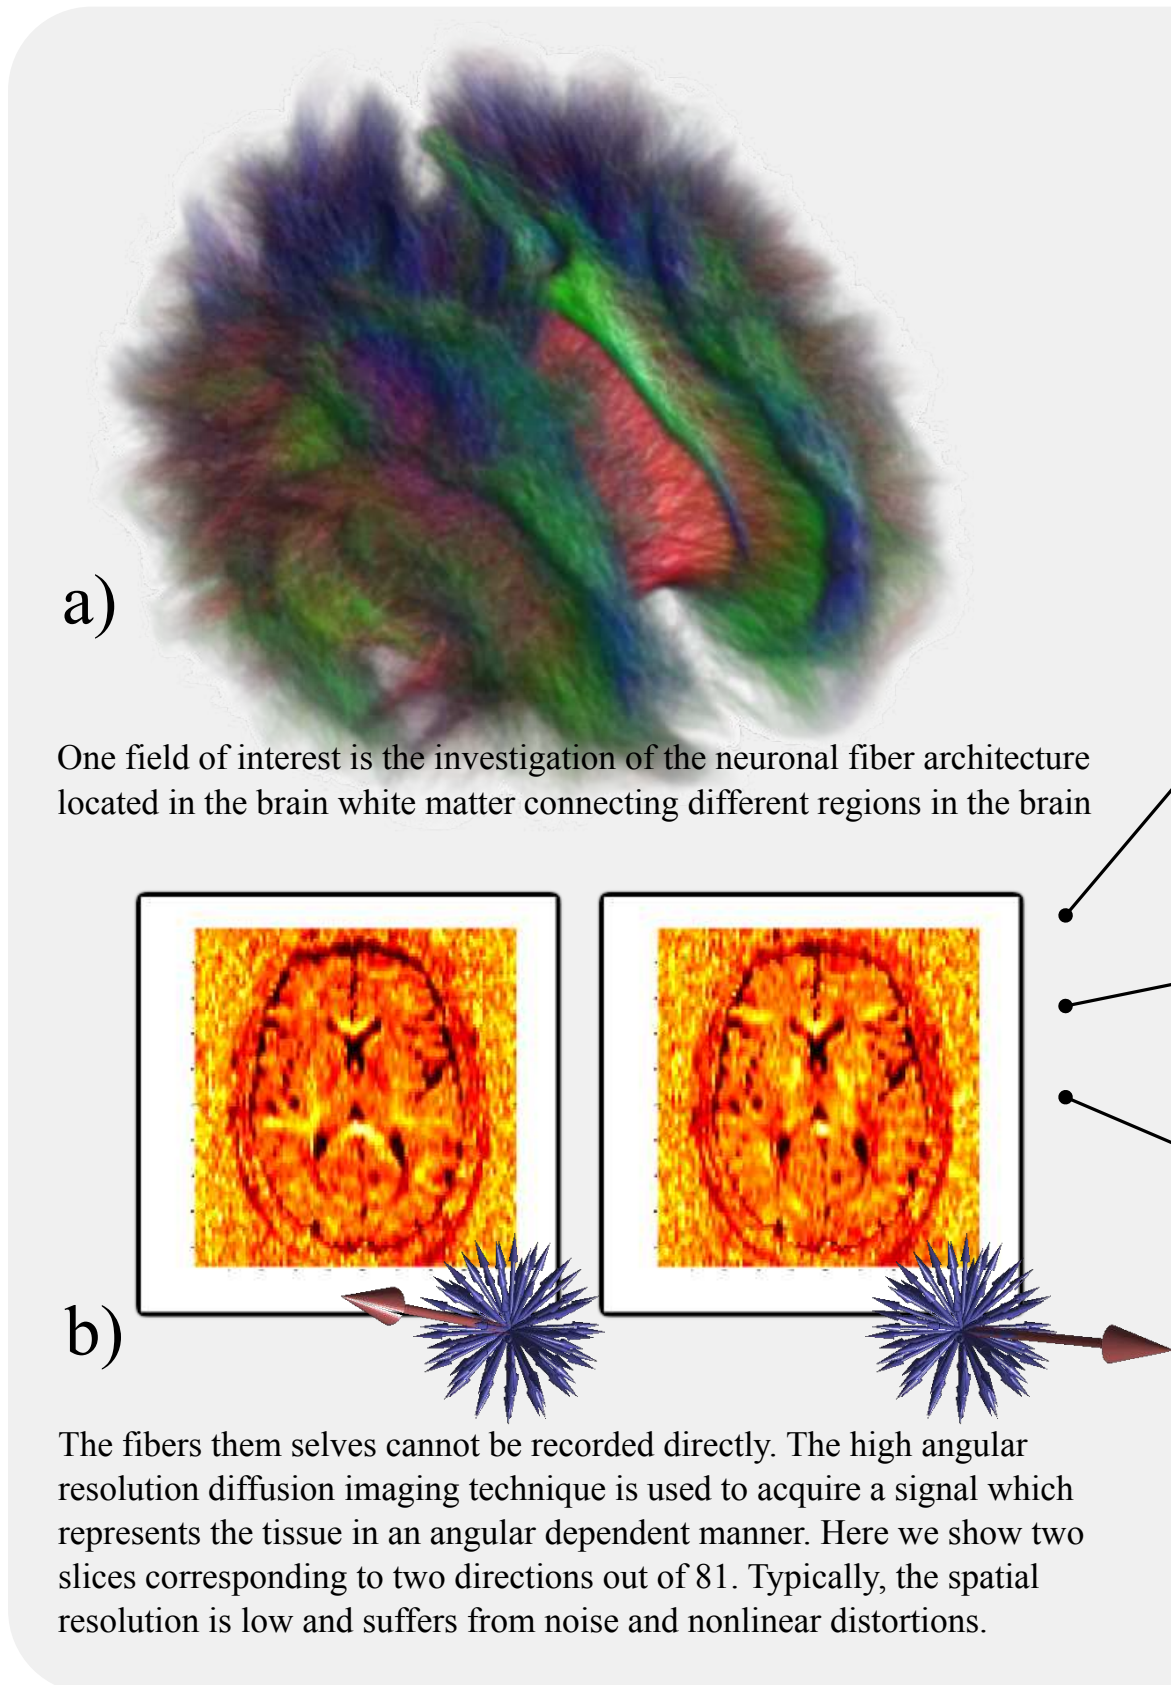 a)
One field of interest is the investigation of the neuronal fiber architecture
located in the brain white matter connecting different regions in the brain
b)
The fibers them selves cannot be recorded directly. The high angular
resolution diffusion imaging technique is used to acquire a signal which
represents the tissue in an angular dependent manner. Here we show two
slices corresponding to two directions out of 81. Typically, the spatial
resolution is low and suffers from noise and nonlinear distortions.